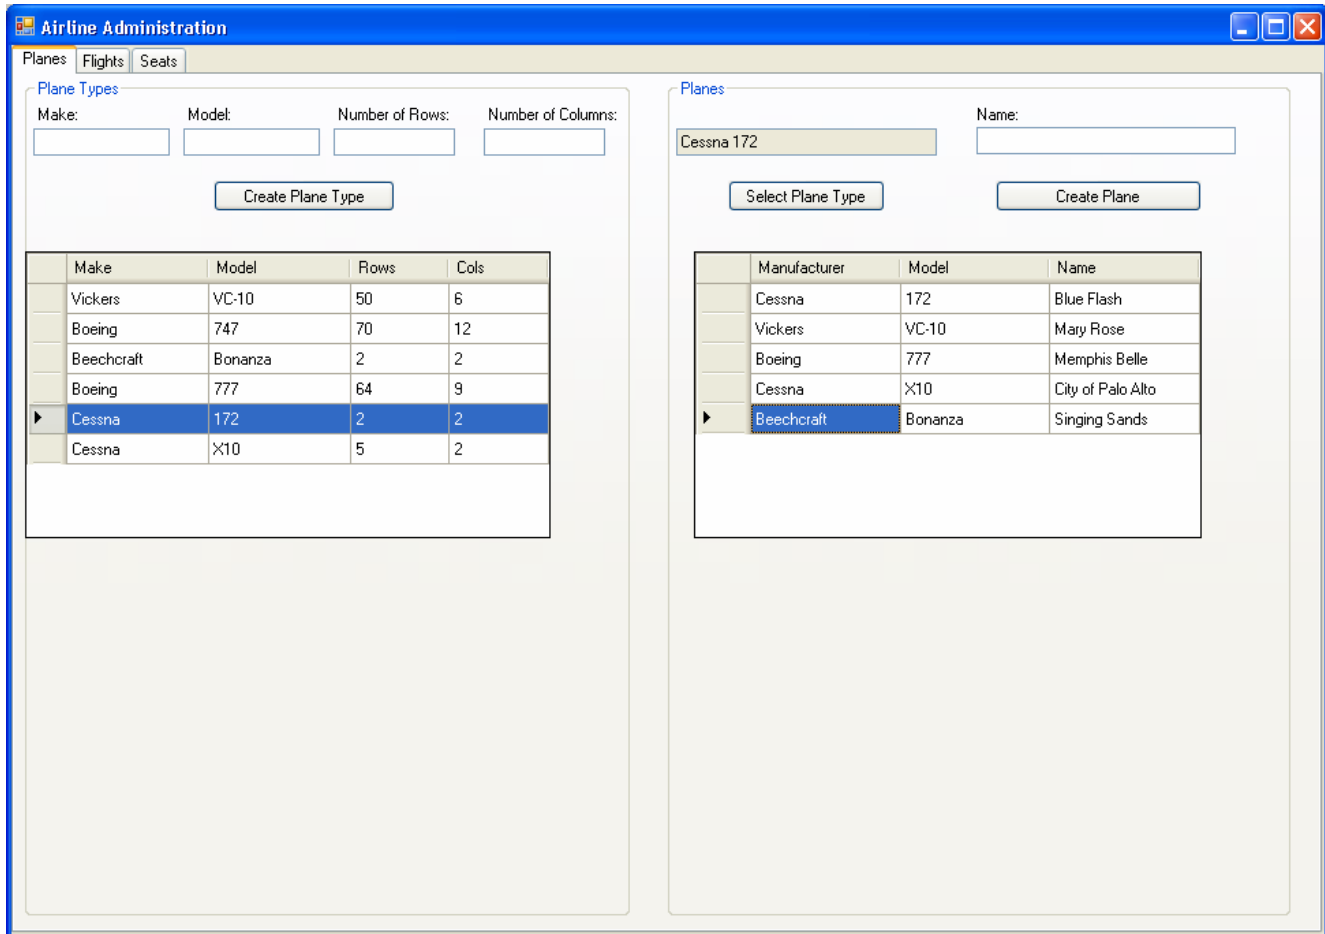 Airline Administration
Planes Flights Seats
Plane Types
Make: Model: Number of Rows: Number of Columns:
Create Plane Type
Make Model Rows Cols
Vickers VC-10 50 6
Boeing 747 70 12
Beechcraft Bonanza 2 2
Boeing 777 64 9
Cessna 172 2 2
Cessna X10 5 2
Planes
Name:
Cessna 172
Select Plane Type Create Plane
Manufacturer Model Name
Cessna 172 Blue Flash
Vickers VC-10 Mary Rose
Boeing 777 Memphis Belle
Cessna X10 City of Palo Alto
Beechcraft Bonanza Singing Sands